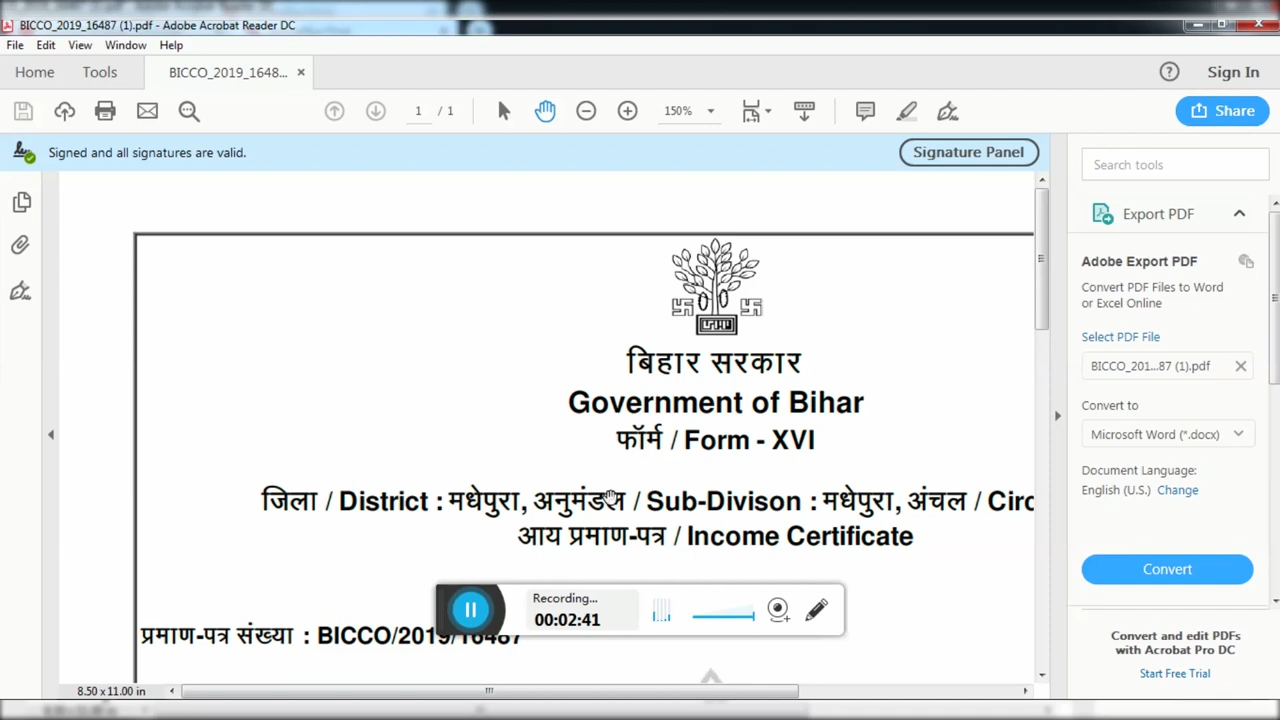 BICCO_2019_16487 (1).pdf - Adobe Acrobat Reader DC
File Edit View Window Help
Home Tools BICCO_2019_1648... × Sign In
1 / 1 150% Share
Signed and all signatures are valid. Signature Panel
बिहार सरकार
Government of Bihar
फॉर्म / Form - XVI
जिला / District : मधेपुरा, अनुमंडल / Sub-Divison : मधेपुरा, अंचल / Circ
आय प्रमाण-पत्र / Income Certificate
प्रमाण-पत्र संख्या : BICCO/2019/16487
Recording...
00:02:41
8.50 x 11.00 in
Search tools
Export PDF
Adobe Export PDF
Convert PDF Files to Word
or Excel Online
Select PDF File
BICCO_201...87 (1).pdf
Convert to
Microsoft Word (*.docx)
Document Language:
English (U.S.) Change
Convert
Convert and edit PDFs
with Acrobat Pro DC
Start Free Trial